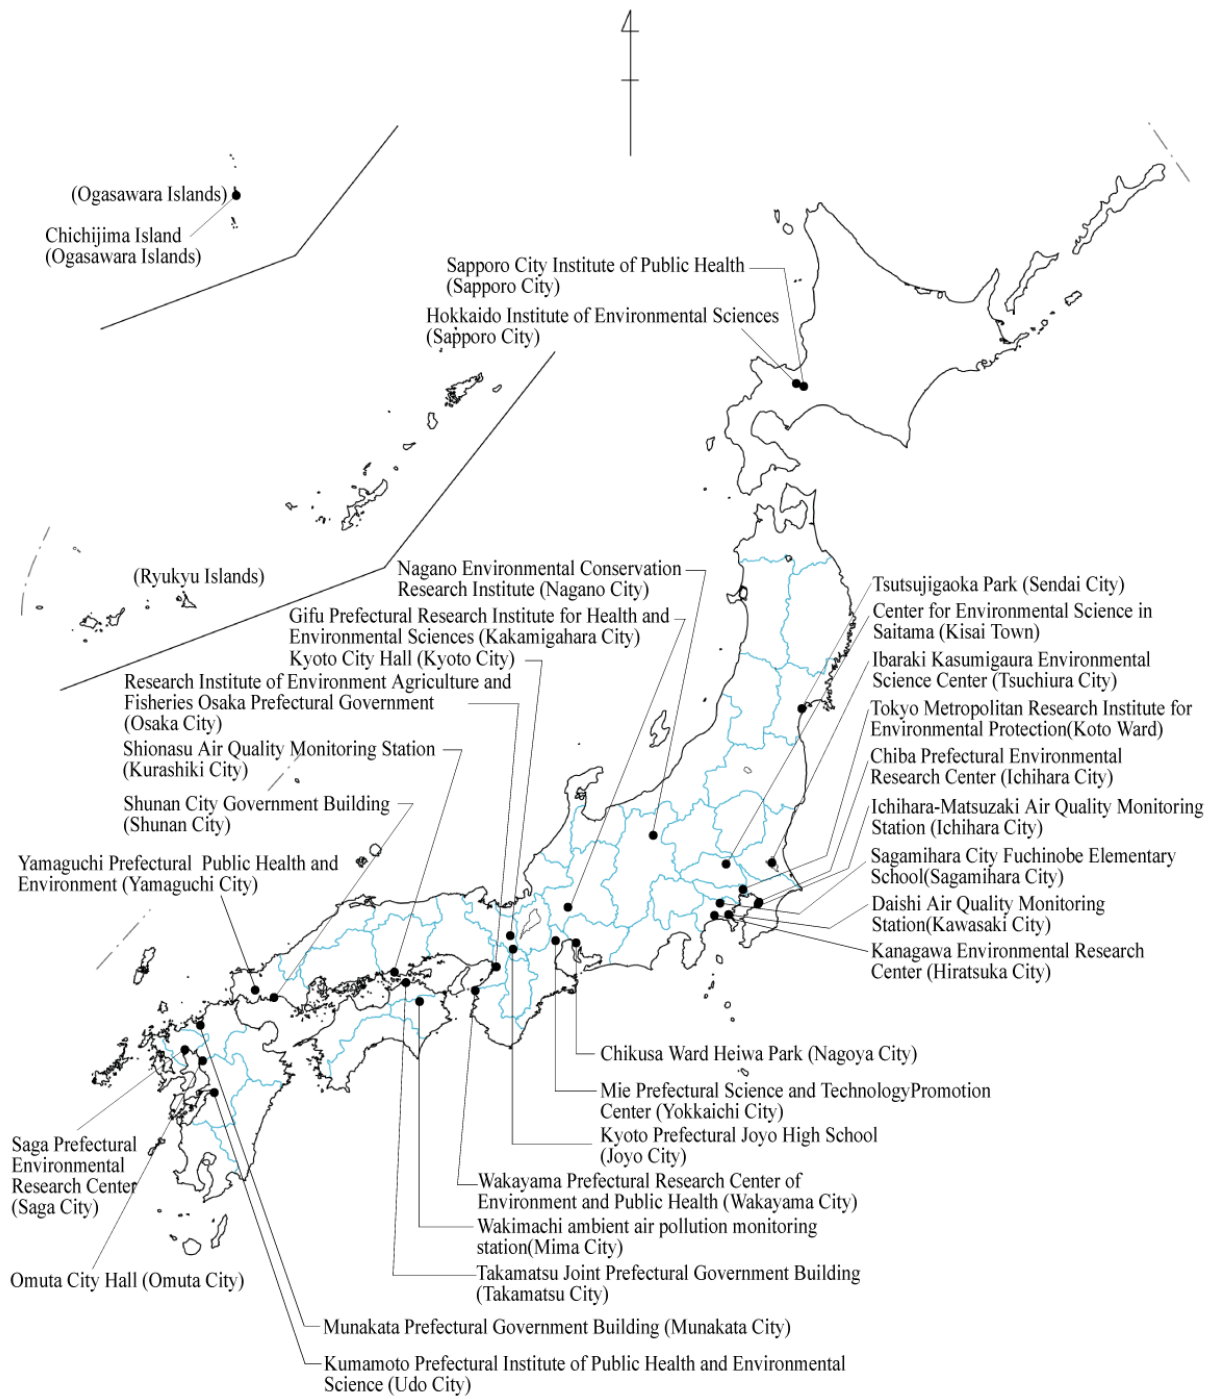 (Ogasawara Islands)
Chichijima Island
(Ogasawara Islands)
Sapporo City Institute of Public Health
(Sapporo City)
Hokkaido Institute of Environmental Sciences
(Sapporo City)
(Ryukyu Islands)
Nagano Environmental Conservation
Research Institute (Nagano City)
Gifu Prefectural Research Institute for Health and
Environmental Sciences (Kakamigahara City)
Kyoto City Hall (Kyoto City)
Research Institute of Environment Agriculture and
Fisheries Osaka Prefectural Government
(Osaka City)
Shionasu Air Quality Monitoring Station
(Kurashiki City)
Shunan City Government Building
(Shunan City)
Yamaguchi Prefectural Public Health and
Environment (Yamaguchi City)
Tsutsujigaoka Park (Sendai City)
Center for Environmental Science in
Saitama (Kisai Town)
Ibaraki Kasumigaura Environmental
Science Center (Tsuchiura City)
Tokyo Metropolitan Research Institute for
Environmental Protection(Koto Ward)
Chiba Prefectural Environmental
Research Center (Ichihara City)
Ichihara-Matsuzaki Air Quality Monitoring
Station (Ichihara City)
Sagamihara City Fuchinobe Elementary
School(Sagamihara City)
Daishi Air Quality Monitoring
Station(Kawasaki City)
Kanagawa Environmental Research
Center (Hiratsuka City)
Chikusa Ward Heiwa Park (Nagoya City)
Mie Prefectural Science and TechnologyPromotion
Center (Yokkaichi City)
Kyoto Prefectural Joyo High School
(Joyo City)
Wakayama Prefectural Research Center of
Environment and Public Health (Wakayama City)
Wakimachi ambient air pollution monitoring
station(Mima City)
Takamatsu Joint Prefectural Government Building
(Takamatsu City)
Saga Prefectural
Environmental
Research Center
(Saga City)
Omuta City Hall (Omuta City)
Munakata Prefectural Government Building (Munakata City)
Kumamoto Prefectural Institute of Public Health and Environmental
Science (Udo City)